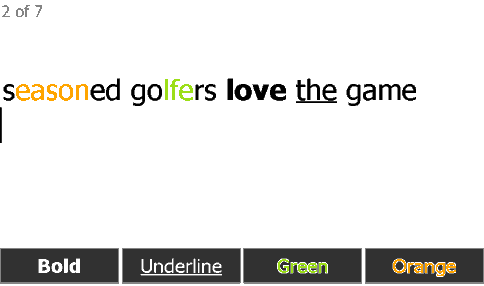 2 of 7
seasoned golfers love the game
Bold Underline Green Orange